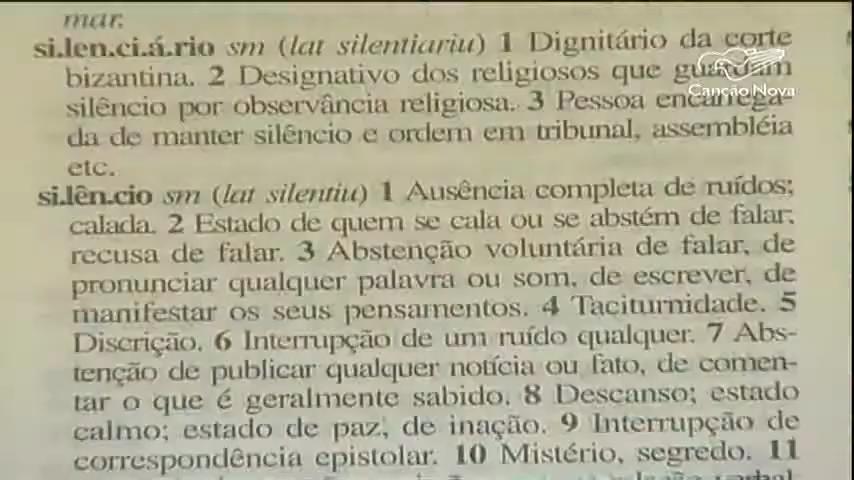 mar.
si.len.ci.á.rio sm (lat silentiariu) 1 Dignitário da corte
bizantina. 2 Designativo dos religiosos que guardam
silêncio por observância religiosa. 3 Pessoa encarrega-
da de manter silêncio e ordem em tribunal, assembléia
etc.
si.lên.cio sm (lat silentiu) 1 Ausência completa de ruídos;
calada. 2 Estado de quem se cala ou se abstém de falar;
recusa de falar. 3 Abstenção voluntária de falar, de
pronunciar qualquer palavra ou som, de escrever, de
manifestar os seus pensamentos. 4 Taciturnidade. 5
Discrição. 6 Interrupção de um ruído qualquer. 7 Abs-
tenção de publicar qualquer notícia ou fato, de comen-
tar o que é geralmente sabido. 8 Descanso; estado
calmo; estado de paz, de inação. 9 Interrupção de
correspondência epistolar. 10 Mistério, segredo. 11
verbal
Canção Nova